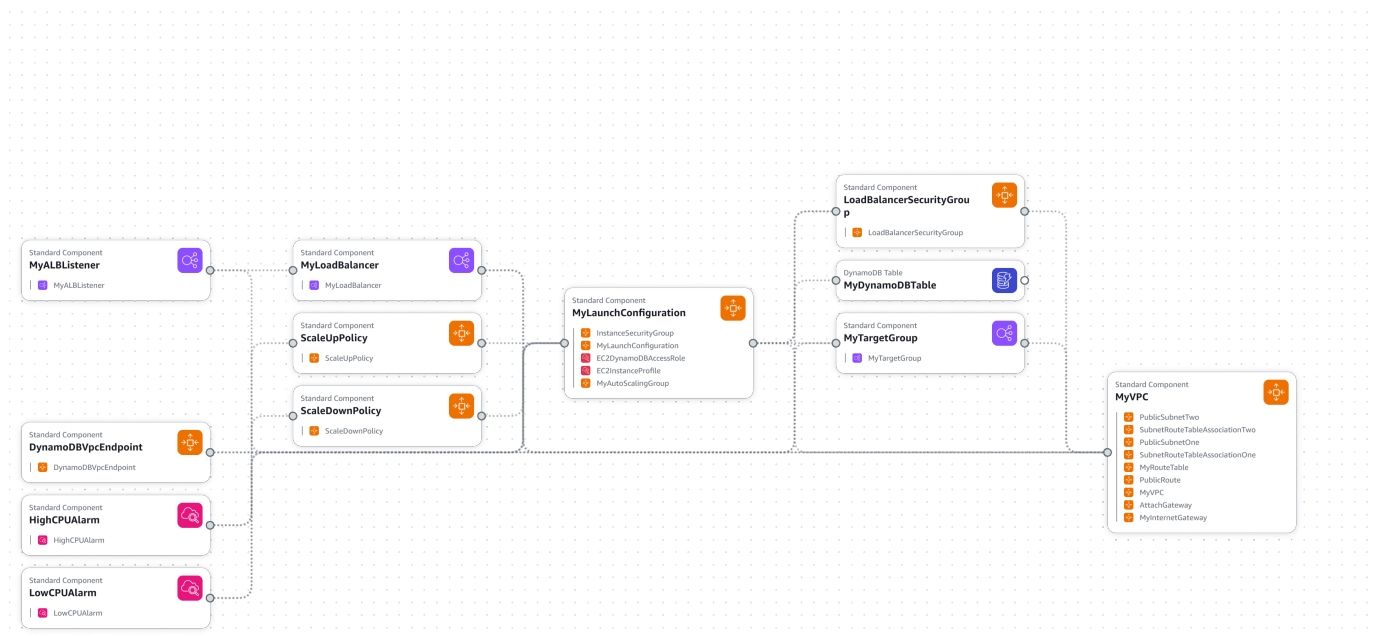 Standard Component
MyALBListener
MyALBListener
Standard Component
DynamoDBVpcEndpoint
DynamoDBVpcEndpoint
Standard Component
HighCPUAlarm
HighCPUAlarm
Standard Component
LowCPUAlarm
LowCPUAlarm
Standard Component
MyLoadBalancer
MyLoadBalancer
Standard Component
ScaleUpPolicy
ScaleUpPolicy
Standard Component
ScaleDownPolicy
ScaleDownPolicy
Standard Component
MyLaunchConfiguration
InstanceSecurityGroup
MyLaunchConfiguration
EC2DynamoDBAccessRole
EC2InstanceProfile
MyAutoScalingGroup
Standard Component
LoadBalancerSecurityGrou
p
LoadBalancerSecurityGroup
DynamoDB Table
MyDynamoDBTable
Standard Component
MyTargetGroup
MyTargetGroup
Standard Component
MyVPC
PublicSubnetTwo
SubnetRouteTableAssociationTwo
PublicSubnetOne
SubnetRouteTableAssociationOne
MyRouteTable
PublicRoute
MyVPC
AttachGateway
MyInternetGateway